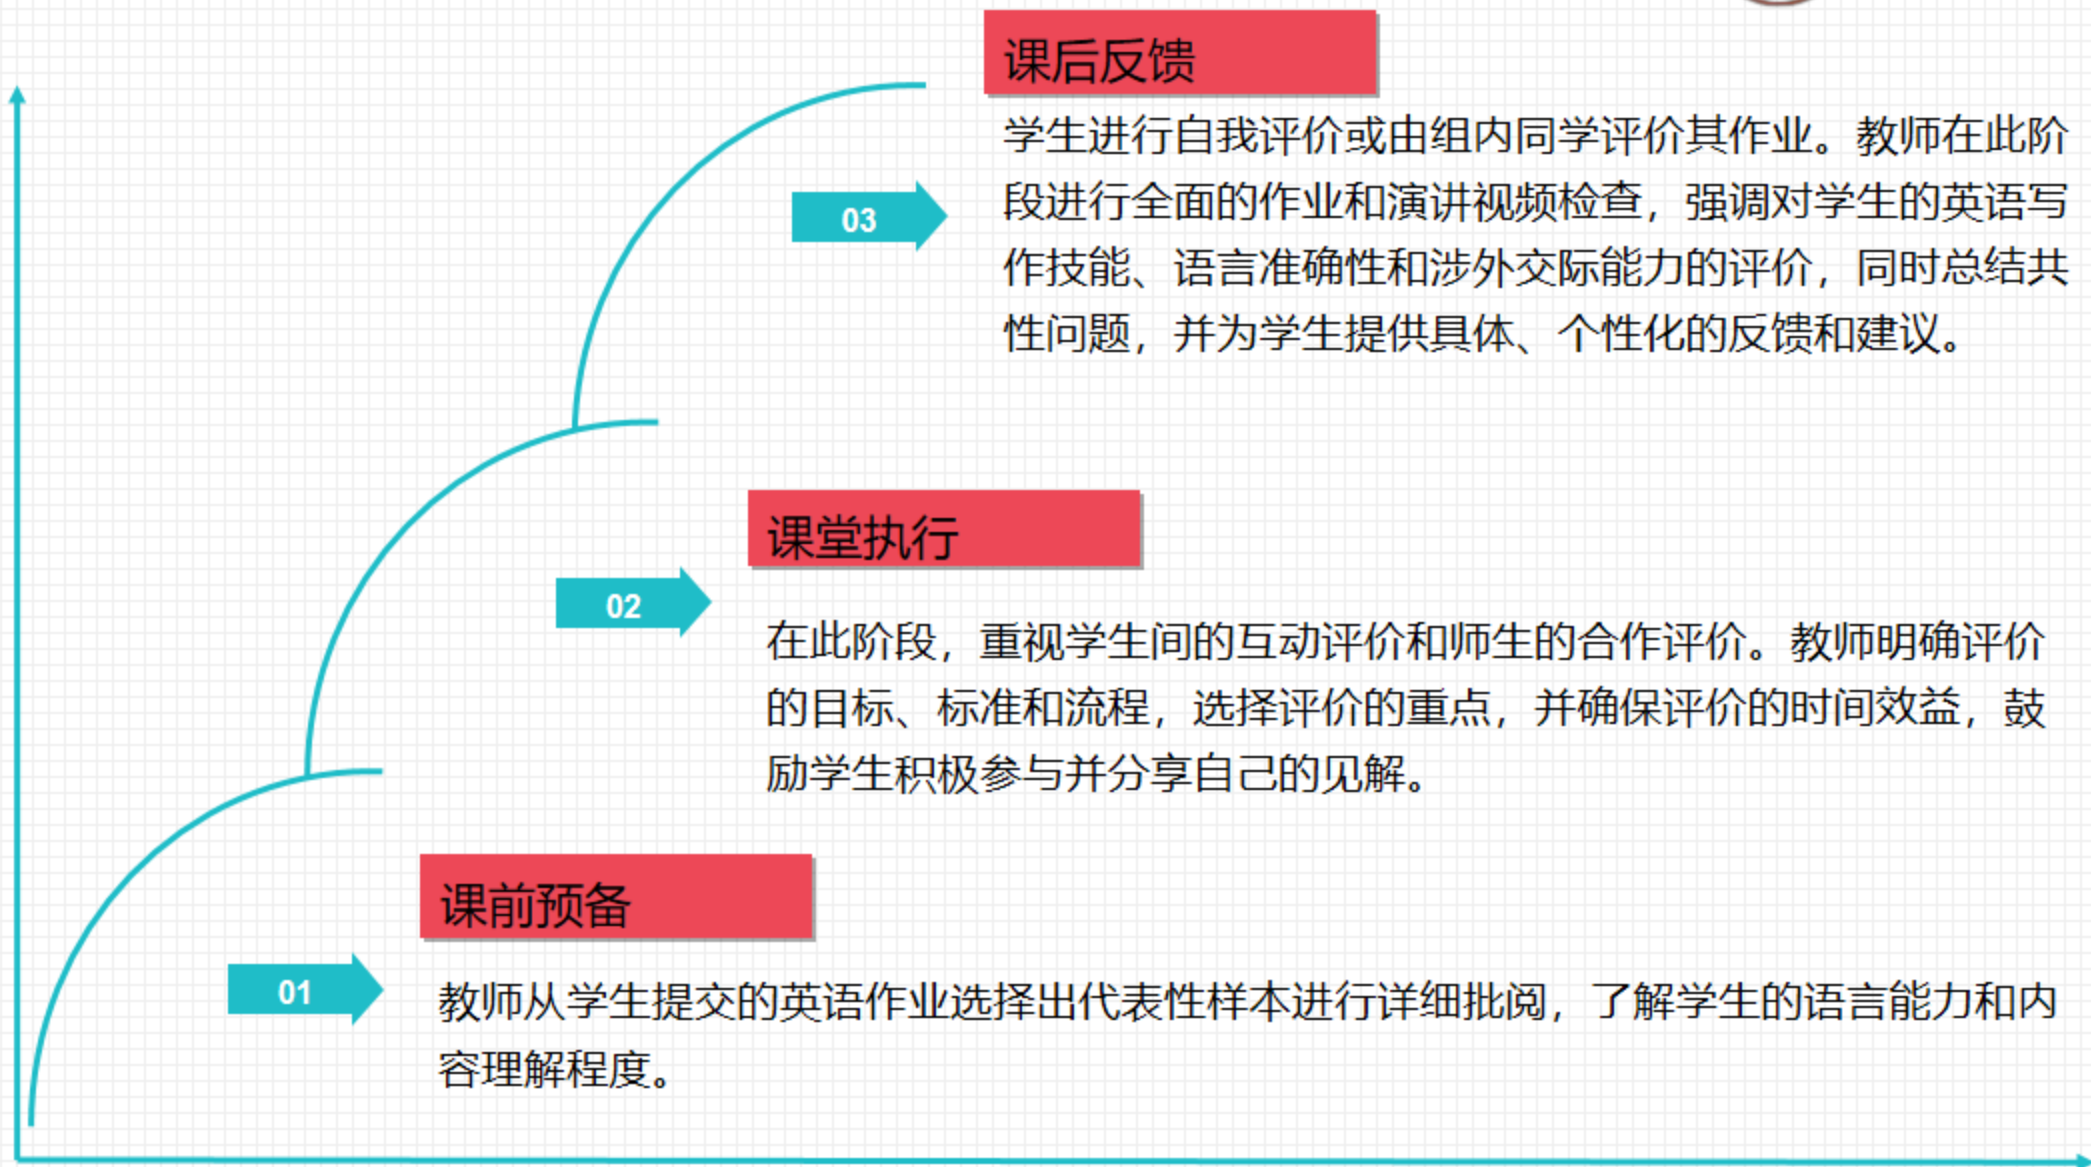 课后反馈
学生进行自我评价或由组内同学评价其作业。教师在此阶
段进行全面的作业和演讲视频检查，强调对学生的英语写
作技能、语言准确性和涉外交际能力的评价，同时总结共
性问题，并为学生提供具体、个性化的反馈和建议。
03
课堂执行
02
在此阶段，重视学生间的互动评价和师生的合作评价。教师明确评价
的目标、标准和流程，选择评价的重点，并确保评价的时间效益，鼓
励学生积极参与并分享自己的见解。
课前预备
01
教师从学生提交的英语作业选择出代表性样本进行详细批阅，了解学生的语言能力和内
容理解程度。